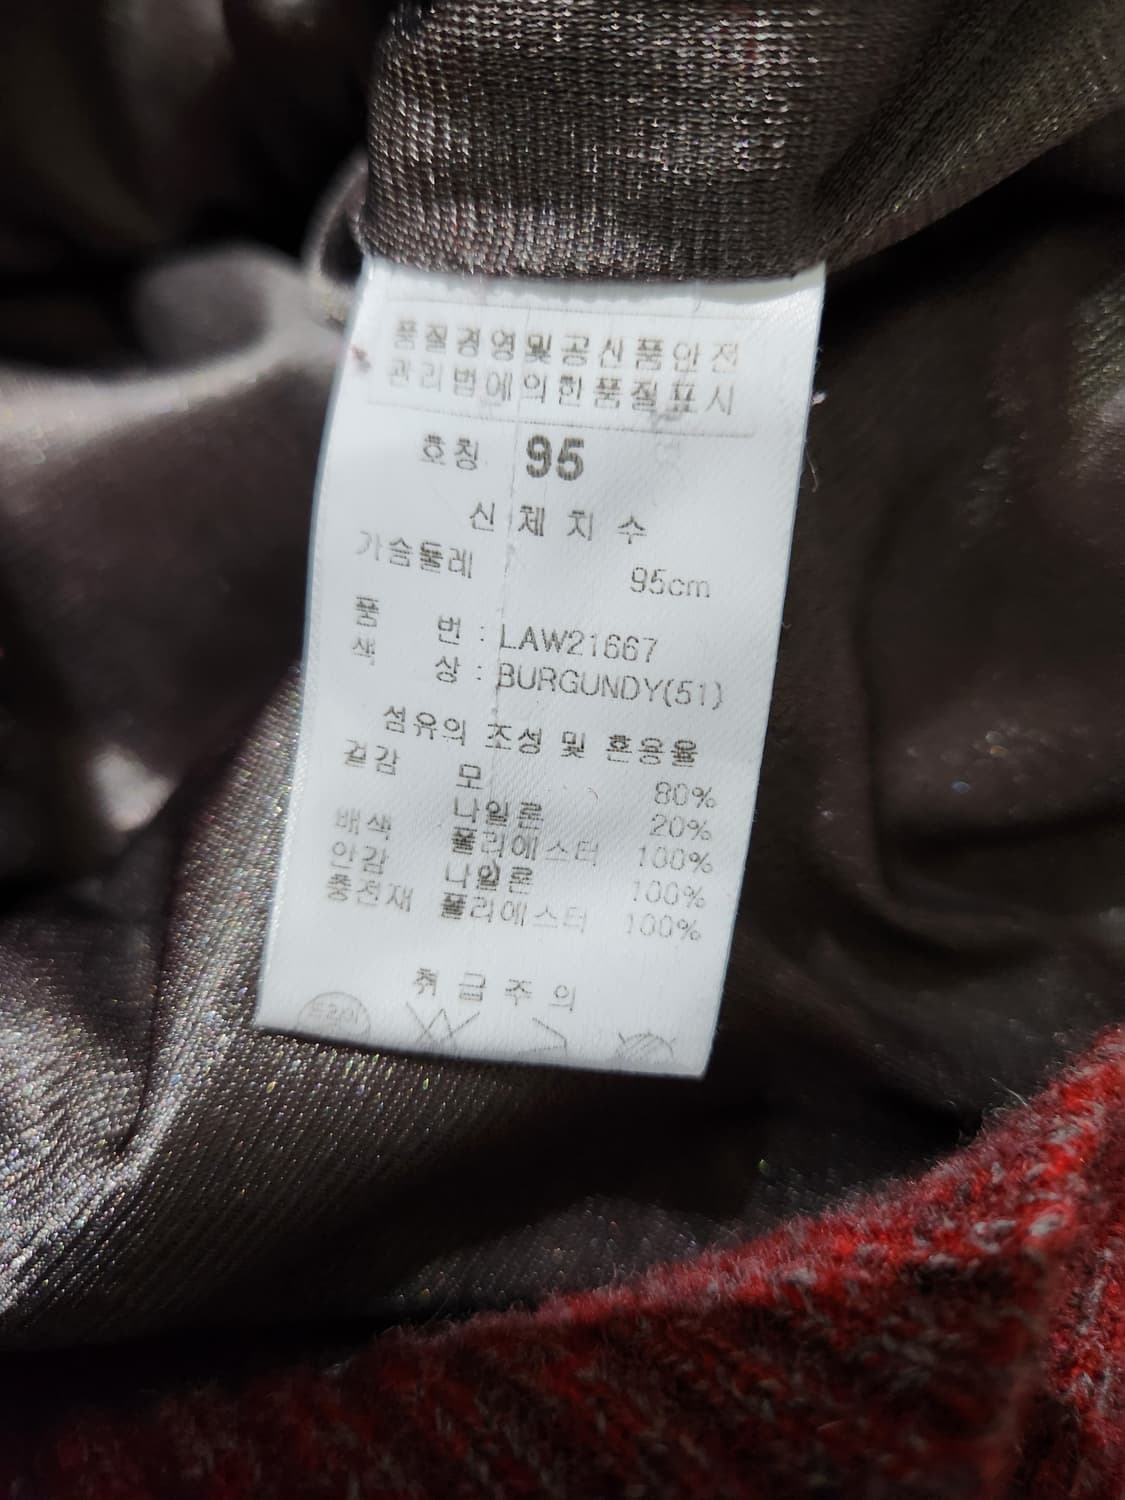 품질경영및공산품안전
관리법에의한품질표시
호칭 95
신체치수
가슴둘레 95cm
품 번 : LAW21667
색 상 : BURGUNDY(51)
섬유의 조성 및 혼용율
겉감 모 80%
나일론 20%
배색 폴리에스터 100%
안감 나일론 100%
충전재 폴리에스터 100%
취급주의
드라이